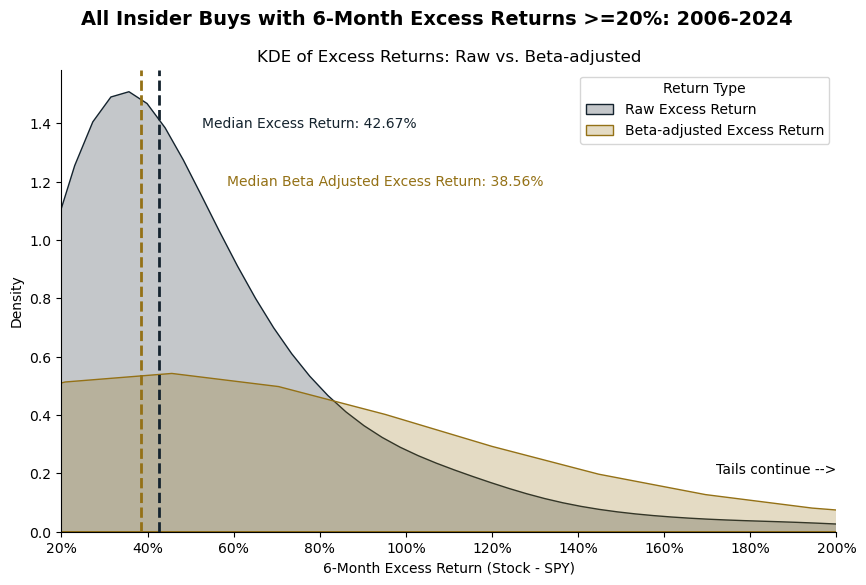 All Insider Buys with 6-Month Excess Returns >=20%: 2006-2024
KDE of Excess Returns: Raw vs. Beta-adjusted
Return Type
Raw Excess Return
Beta-adjusted Excess Return
Median Excess Return: 42.67%
Median Beta Adjusted Excess Return: 38.56%
Tails continue -->
Density
1.4
1.2
1.0
0.8
0.6
0.4
0.2
0.0
20% 40% 60% 80% 100% 120% 140% 160% 180% 200%
6-Month Excess Return (Stock - SPY)